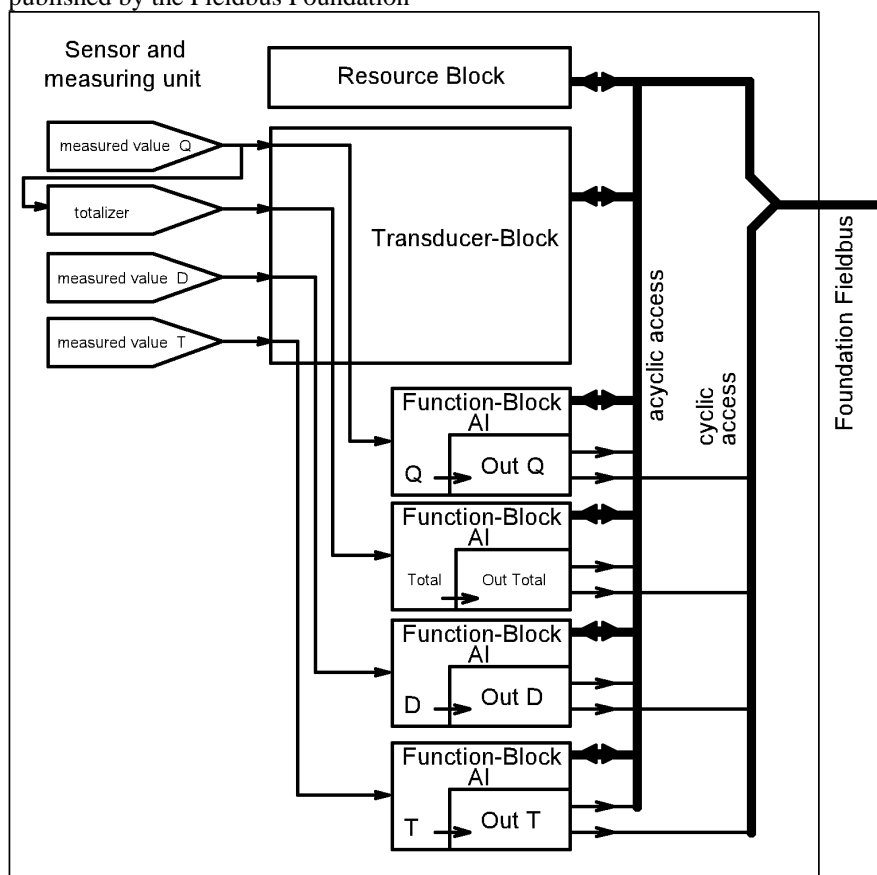 published by the Fieldbus Foundation
Sensor and
measuring unit
Resource Block
measured value Q
totalizer
Transducer-Block
measured value D
measured value T
acyclic access
cyclic
access
Foundation Fieldbus
Function-Block
AI
Q
Out Q
Function-Block
AI
Total
Out Total
Function-Block
AI
D
Out D
Function-Block
AI
T
Out T